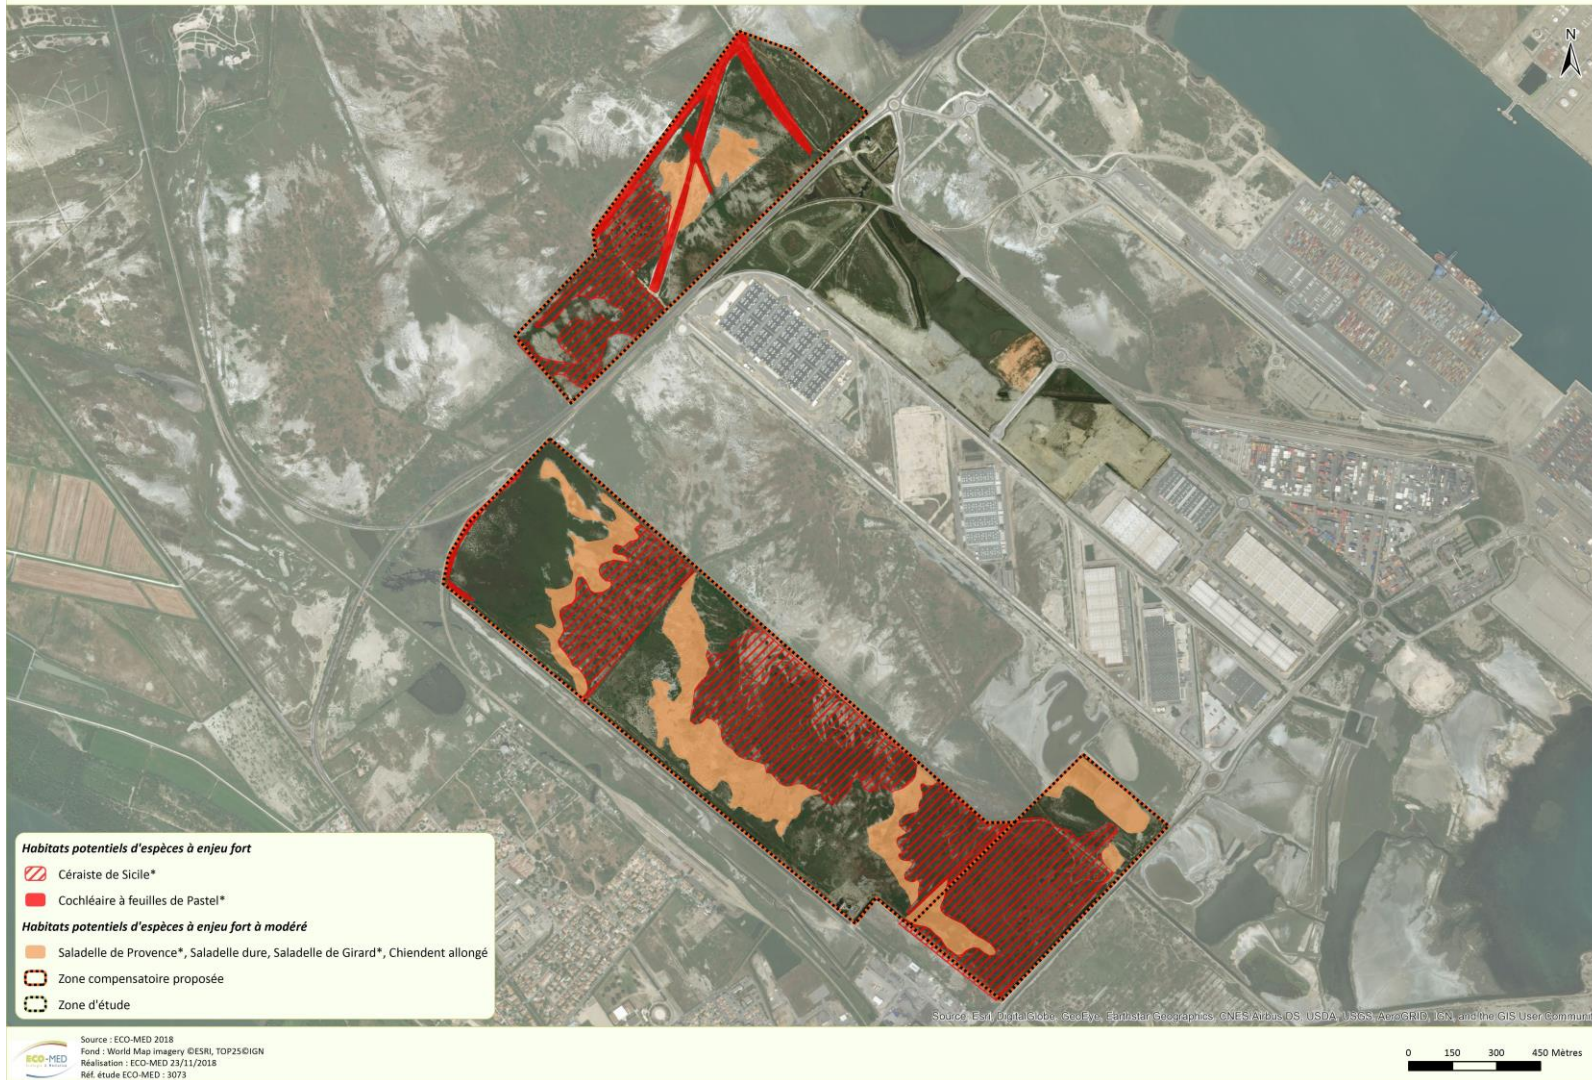 N
Habitats potentiels d'espèces à enjeu fort
Céraiste de Sicile*
Cochléaire à feuilles de Pastel*
Habitats potentiels d'espèces à enjeu fort à modéré
Saladelle de Provence*, Saladelle dure, Saladelle de Girard*, Chiendent allongé
Zone compensatoire proposée
Zone d'étude
Source: Esri, DigitalGlobe, GeoEye, Earthstar Geographics, CNES/Airbus DS, USDA, USGS, AeroGRID, IGN, and the GIS User Communi
ECO-MED
Source : ECO-MED 2018
Fond : World Map imagery ©ESRI, TOP25©IGN
Réalisation : ECO-MED 23/11/2018
Réf. étude ECO-MED : 3073
0 150 300 450 Mètres